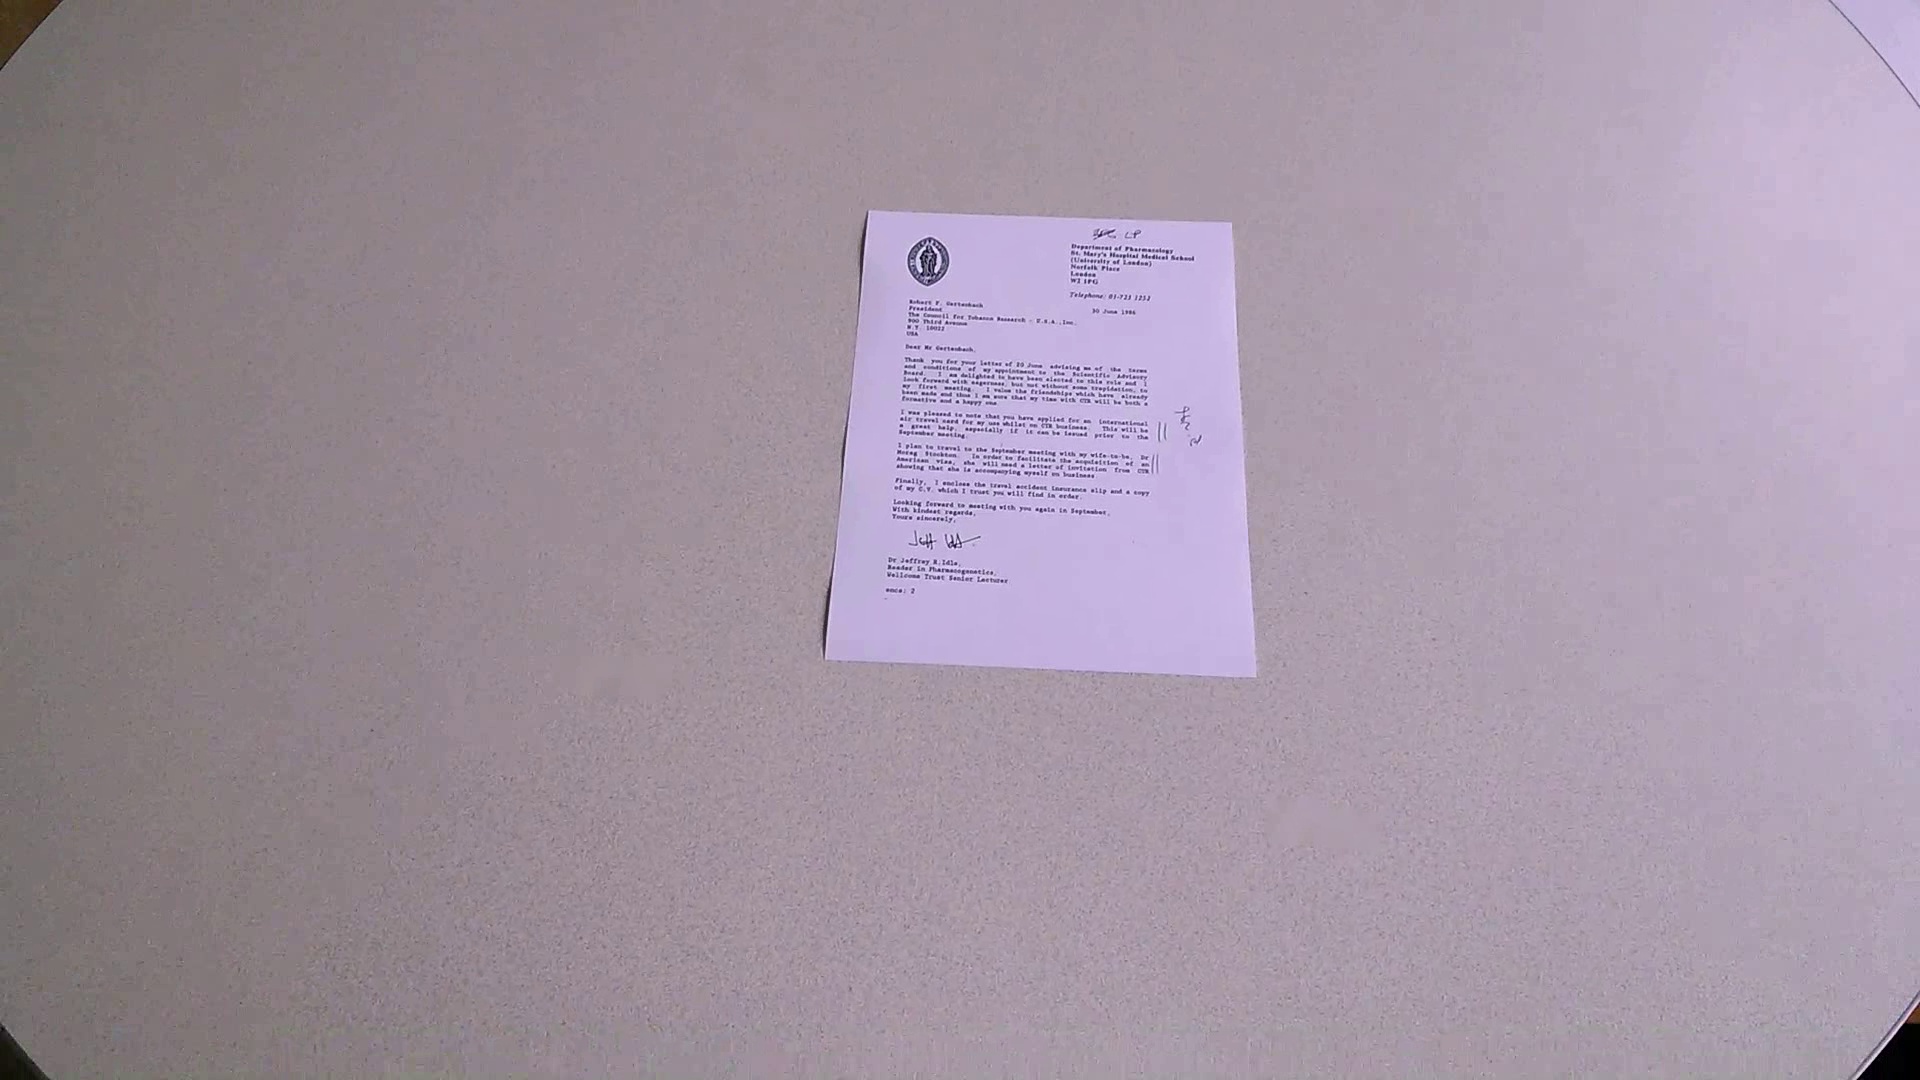 LP
Department of Pharmacology
St. Mary's Hospital Medical School
(University of London)
Norfolk Place
London
W2 1PG
Telephone: 01-723 1252
30 June 1986
Robert F. Gertenbach
President
The Council for Tobacco Research - U.S.A.,Inc.
900 Third Avenue
N.Y. 10022
USA
Dear Mr Gertenbach,
Thank you for your letter of 20 June advising me of the terms
and conditions of my appointment to the Scientific Advisory
Board. I am delighted to have been elected to this role and I
look forward with eagerness, but not without some trepidation, to
my first meeting. I value the friendships which have already
been made and thus I am sure that my time with CTR will be both a
formative and a happy one.
I was pleased to note that you have applied for an international
air travel card for my use whilst on CTR business. This will be
a great help, especially if it can be issued prior to the
September meeting.
I plan to travel to the September meeting with my wife-to-be, Dr
Morag Stockton. In order to facilitate the acquisition of an
American visa, she will need a letter of invitation from CTR
showing that she is accompanying myself on business
Finally, I enclose the travel accident insurance slip and a copy
of my C.V. which I trust you will find in order.
Looking forward to meeting with you again in September.
With kindest regards,
Yours sincerely,
Dr Jeffrey R.Idle,
Reader in Pharmacogenetics,
Wellcome Trust Senior Lecturer
encs: 2